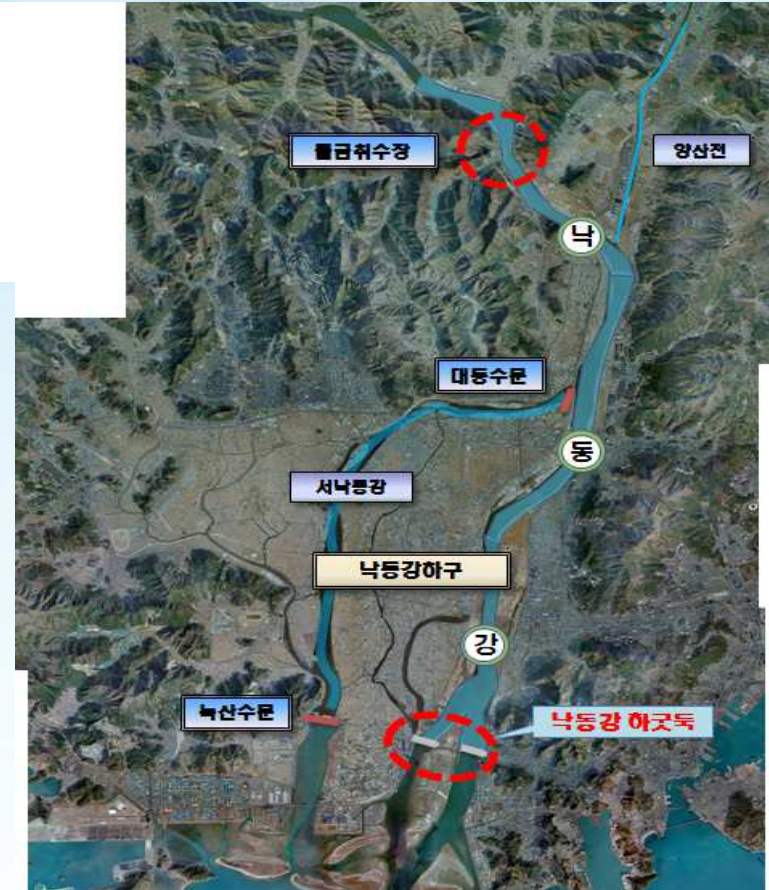 물금취수장
양산천
낙
대동수문
동
서낙동강
낙동강하구
강
녹산수문
낙동강 하굿둑